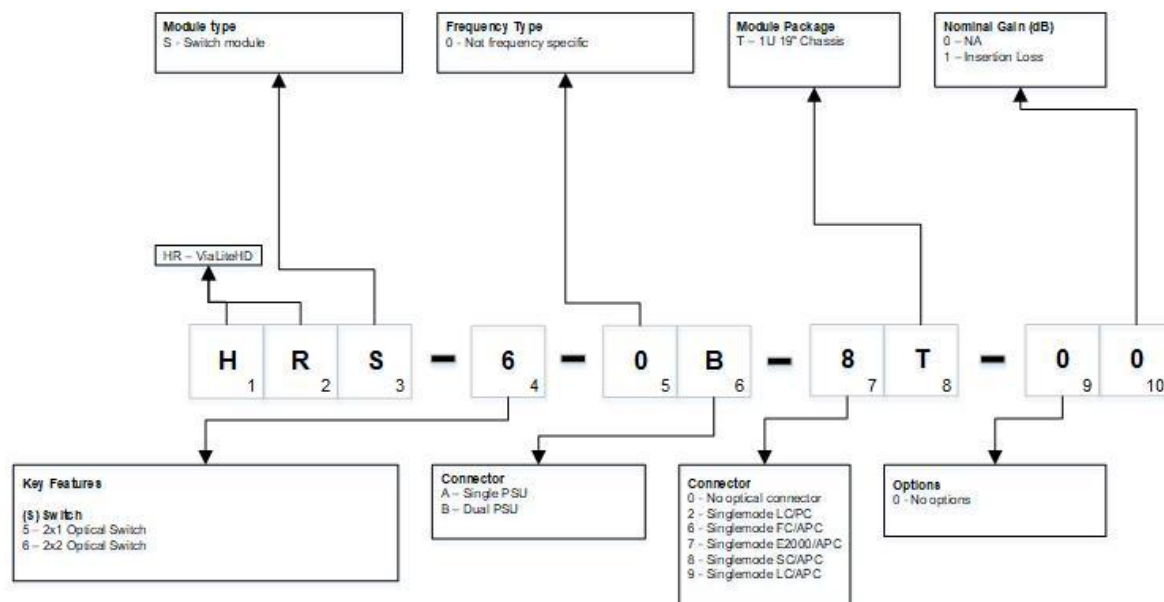 Module type
S - Switch module
Frequency Type
0 - Not frequency specific
Module Package
T – 1U 19" Chassis
Nominal Gain (dB)
0 – NA
1 – Insertion Loss
HR – ViaLiteHD
H R S - 6 - 0 B - 8 T - 0 0
1 2 3 4 5 6 7 8 9 10
Key Features
(S) Switch
5 – 2x1 Optical Switch
6 – 2x2 Optical Switch
Connector
A – Single PSU
B – Dual PSU
Connector
0 - No optical connector
2 - Singlemode LC/PC
6 - Singlemode FC/APC
7 - Singlemode E2000/APC
8 - Singlemode SC/APC
9 - Singlemode LC/APC
Options
0 - No options